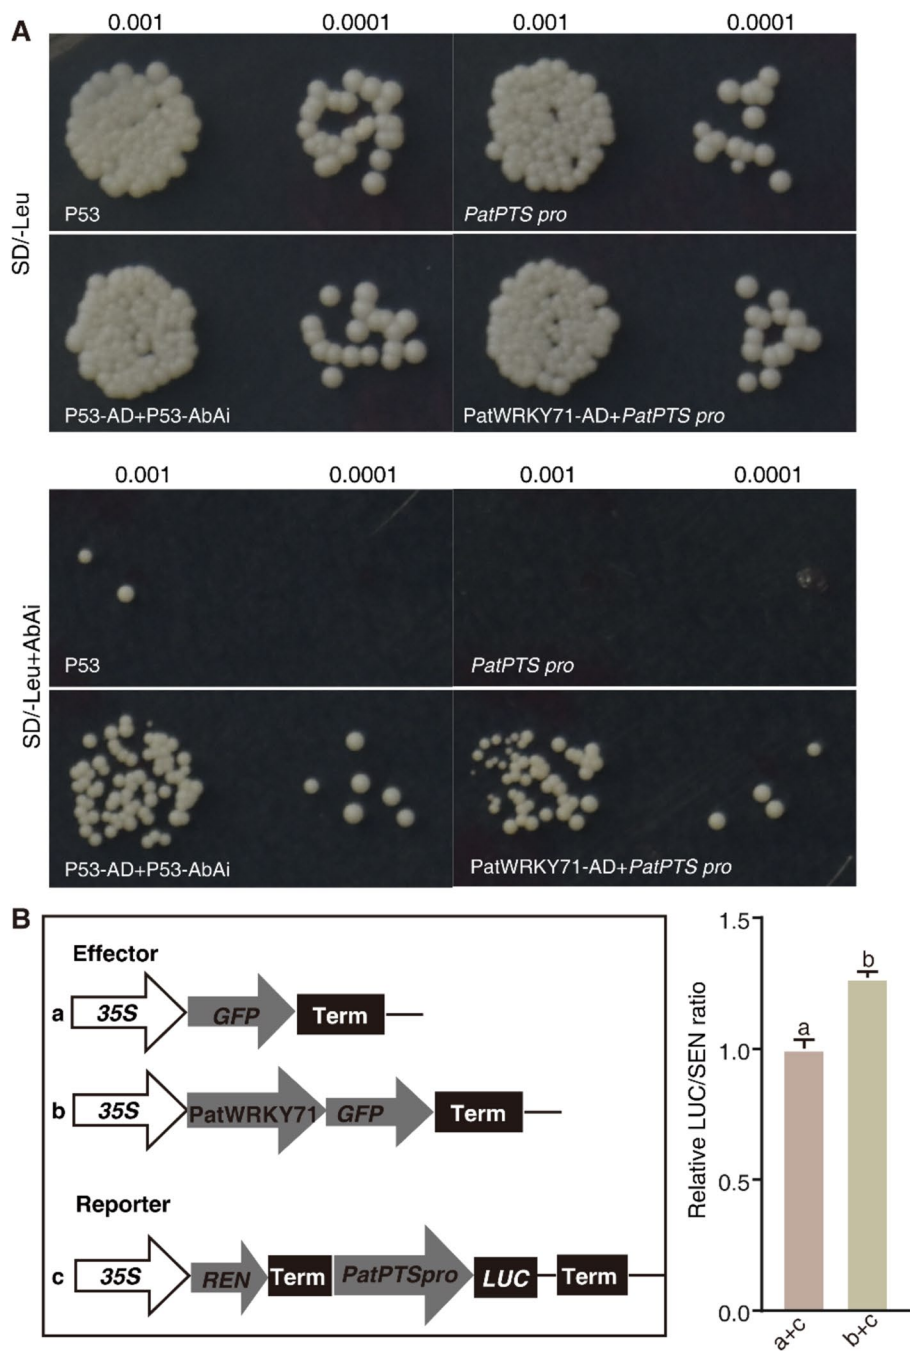 A
0.001 0.0001 0.001 0.0001
SD/-Leu
P53
PatPTS pro
P53-AD+P53-AbAi
PatWRKY71-AD+PatPTS pro
0.001 0.0001 0.001 0.0001
SD/-Leu+AbAi
P53
PatPTS pro
P53-AD+P53-AbAi
PatWRKY71-AD+PatPTS pro
B
Effector
a 35S GFP Term
b 35S PatWRKY71 GFP Term
Reporter
c 35S REN Term PatPTSpro LUC Term
Relative LUC/SEN ratio
1.5
1.0
0.5
0.0
a
b
a+c
b+c